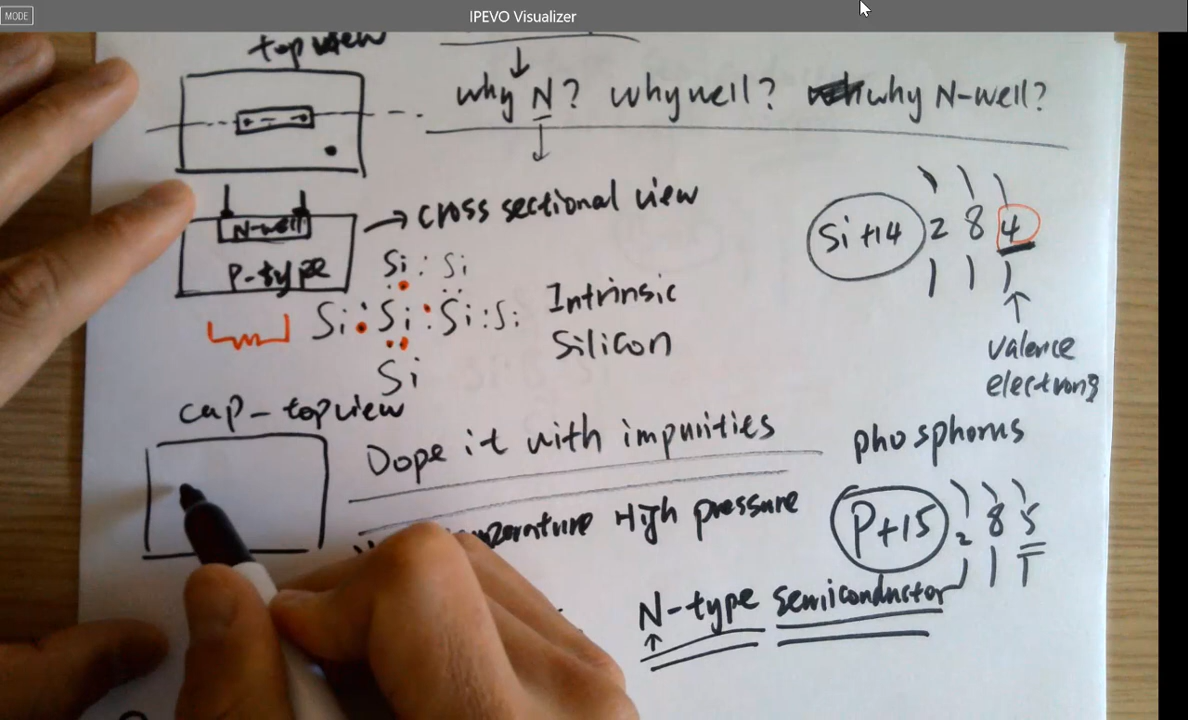 MODE
IPEVO Visualizer
top view
why N? why well? why N-well?
N-well
P-type
cross sectional view
Si +14 2 8 4
Valence
electrons
Si : Si
Si : Si : Si : Si
Si
Intrinsic
Silicon
cap - top view
Dope it with impurities
High pressure
phosphorus
P+15 2 8 5
N-type semiconductor